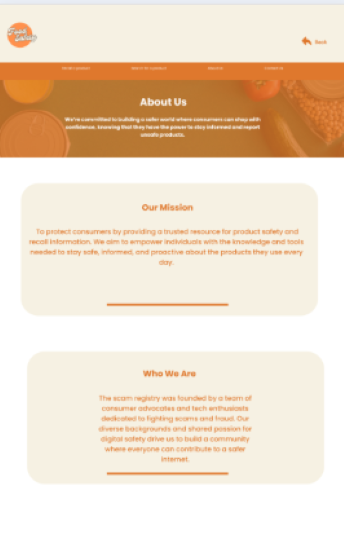 Food
Safety
Back
About Us
About Us
We're committed to building a safer world where consumers can shop with
confidence, knowing that they have the power to stay informed and report
unsafe products.
Our Mission
To protect consumers by providing a trusted resource for product safety and
recall information. We aim to empower individuals with the knowledge and tools
needed to stay safe, informed, and proactive about the products they use every
day.
Who We Are
The scam registry was founded by a team of
consumer advocates and tech enthusiasts
dedicated to fighting scams and fraud. Our
diverse backgrounds and shared passion for
digital safety drive us to build a community
where everyone can contribute to a safer
internet.